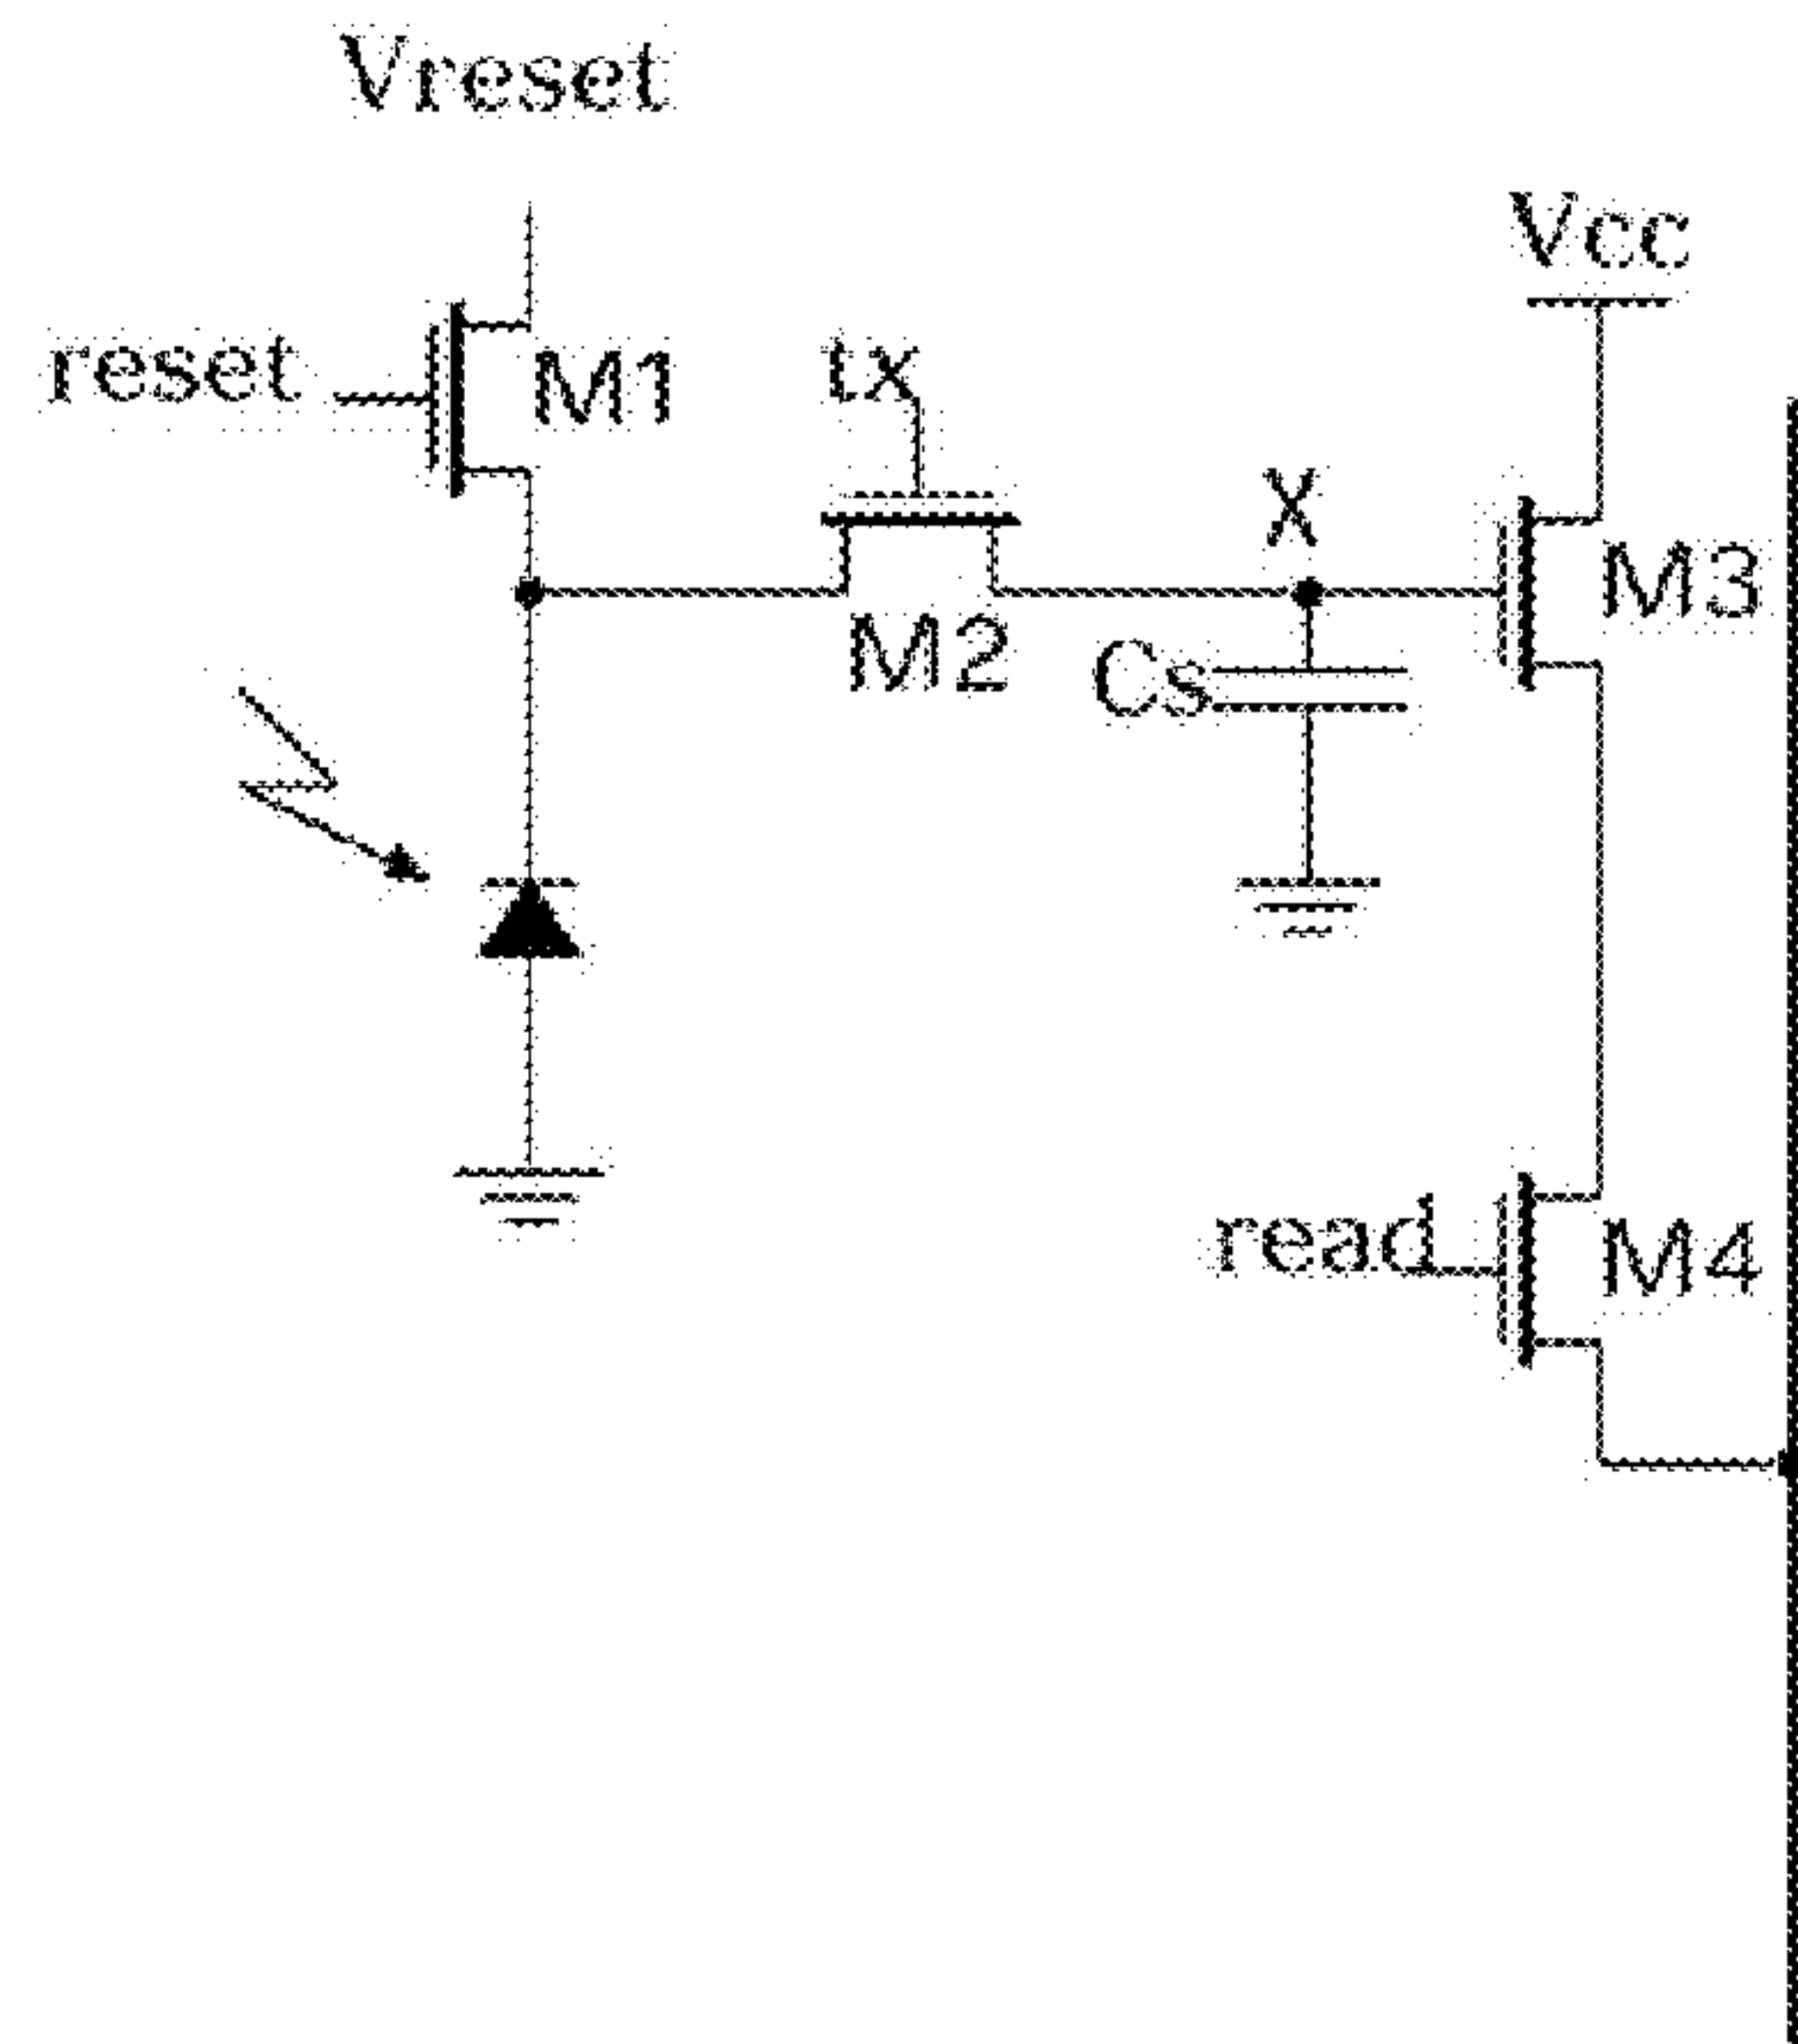 Vreset
Vcc
reset
M1
tx
X
M3
M2
Cs
read
M4